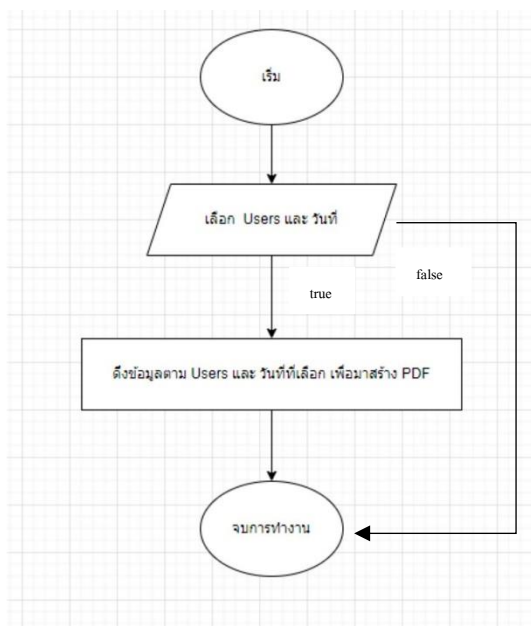 เริ่ม
เลือก Users และ วันที่
false
true
ดึงข้อมูลตาม Users และ วันที่ที่เลือก เพื่อมาสร้าง PDF
จบการทำงาน